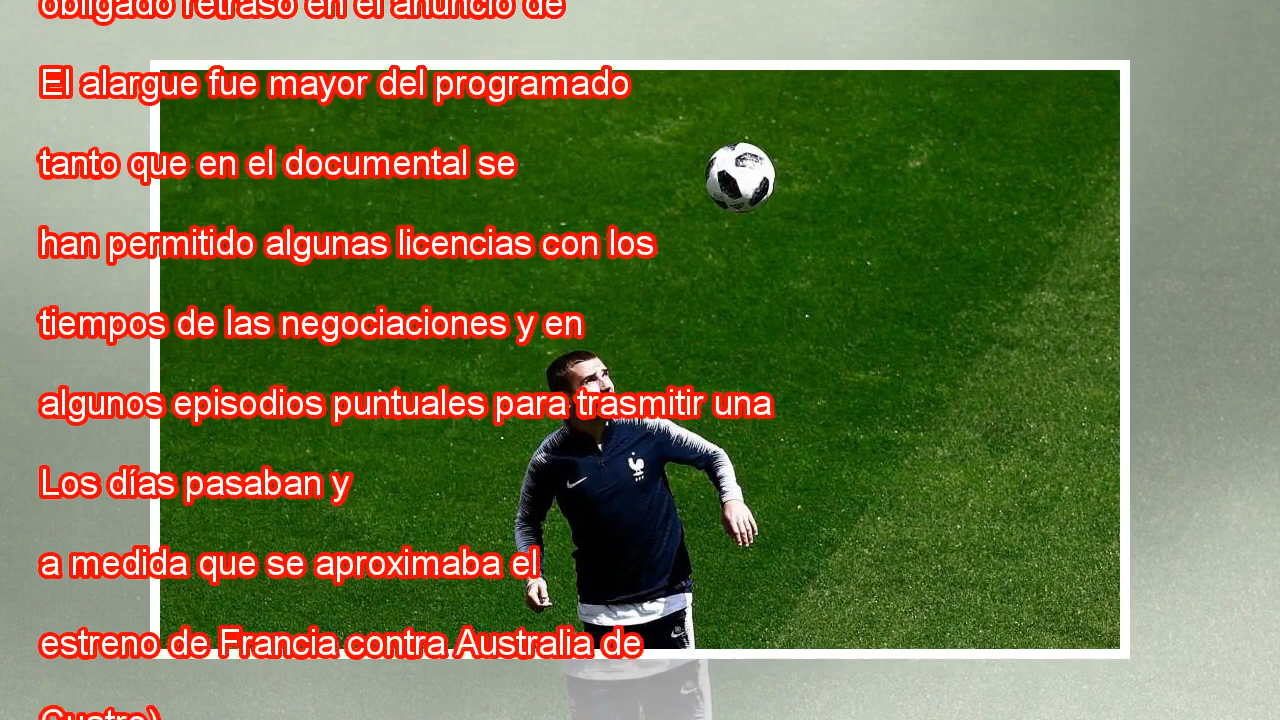 obligado retraso en el anuncio de
El alargue fue mayor del programado
tanto que en el documental se
han permitido algunas licencias con los
tiempos de las negociaciones y en
algunos episodios puntuales para trasmitir una
Los días pasaban y
a medida que se aproximaba el
estreno de Francia contra Australia de
Cuatro)